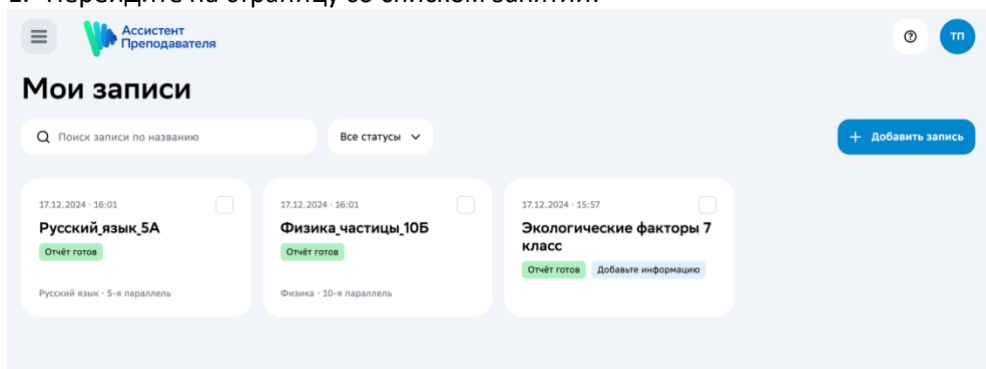 Ассистент
Преподавателя
ТП
Мои записи
Поиск записи по названию
Все статусы
+ Добавить запись
17.12.2024 · 16:01
Русский_язык_5А
Отчёт готов
Русский язык · 5-я параллель
17.12.2024 · 16:01
Физика_частицы_10Б
Отчёт готов
Физика · 10-я параллель
17.12.2024 · 15:57
Экологические факторы 7
класс
Отчёт готов
Добавьте информацию